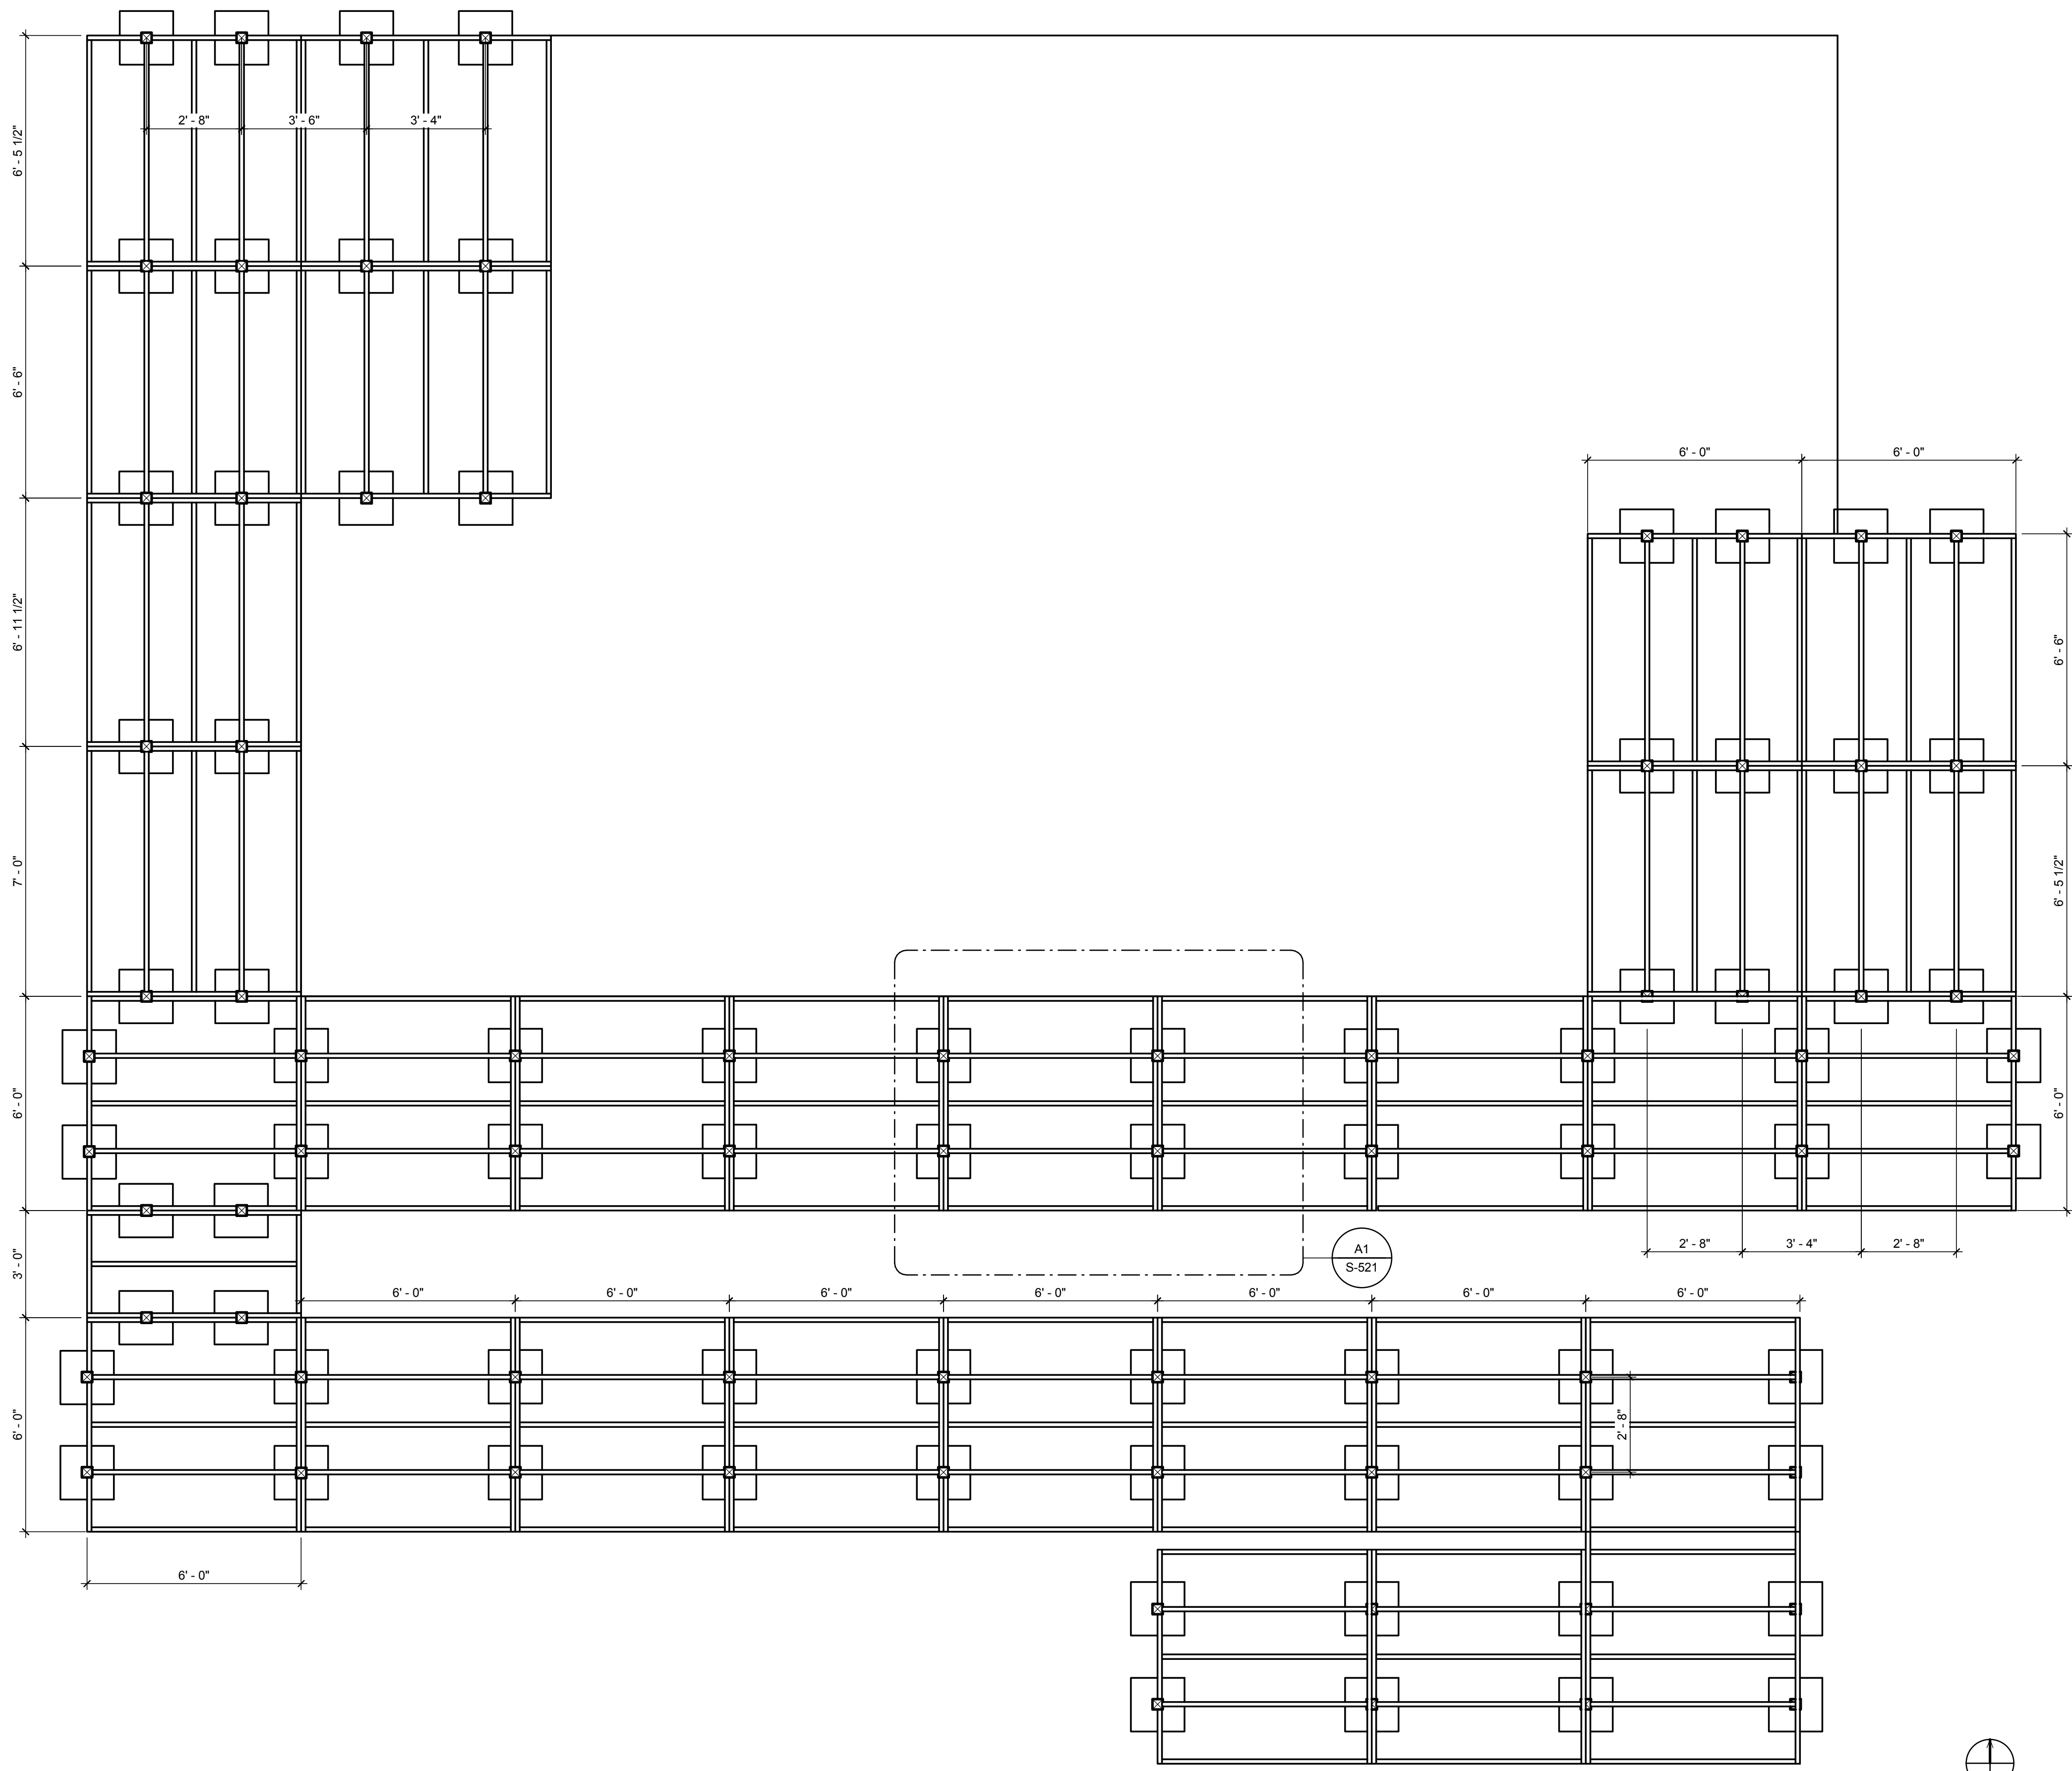 2' - 8"
3' - 6"
3' - 4"
6' - 5 1/2"
6' - 6"
6' - 11 1/2"
7' - 0"
6' - 0"
3' - 0"
6' - 0"
6' - 0"
6' - 0"
6' - 0"
6' - 6"
6' - 5 1/2"
6' - 0"
2' - 8"
3' - 4"
2' - 8"
A1
S-521
6' - 0"
6' - 0"
6' - 0"
6' - 0"
6' - 0"
6' - 0"
6' - 0"
2' - 8"